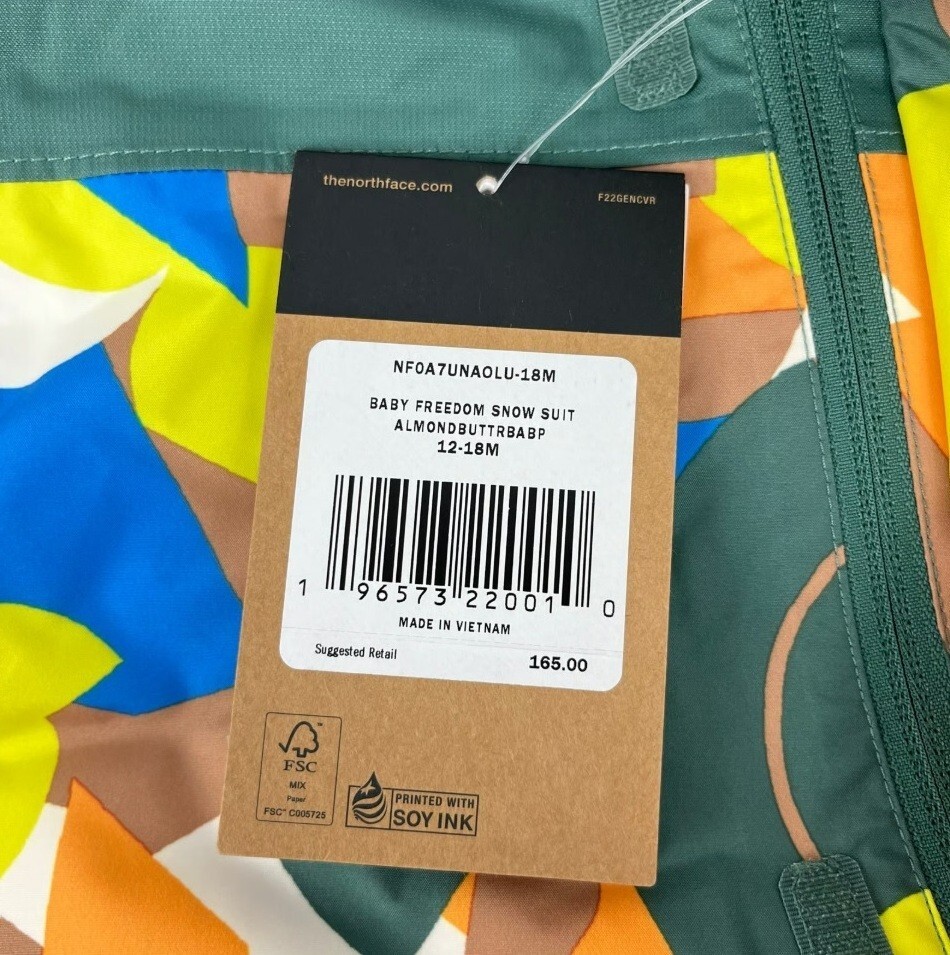 thenorthface.com
F22GENCVR
NF0A7UNAOLU-18M
BABY FREEDOM SNOW SUIT
ALMONDBUTTRBABP
12-18M
1 96573 22001 0
MADE IN VIETNAM
Suggested Retail 165.00
FSC
MIX
Paper
FSC™ C005725
PRINTED WITH
SOY INK